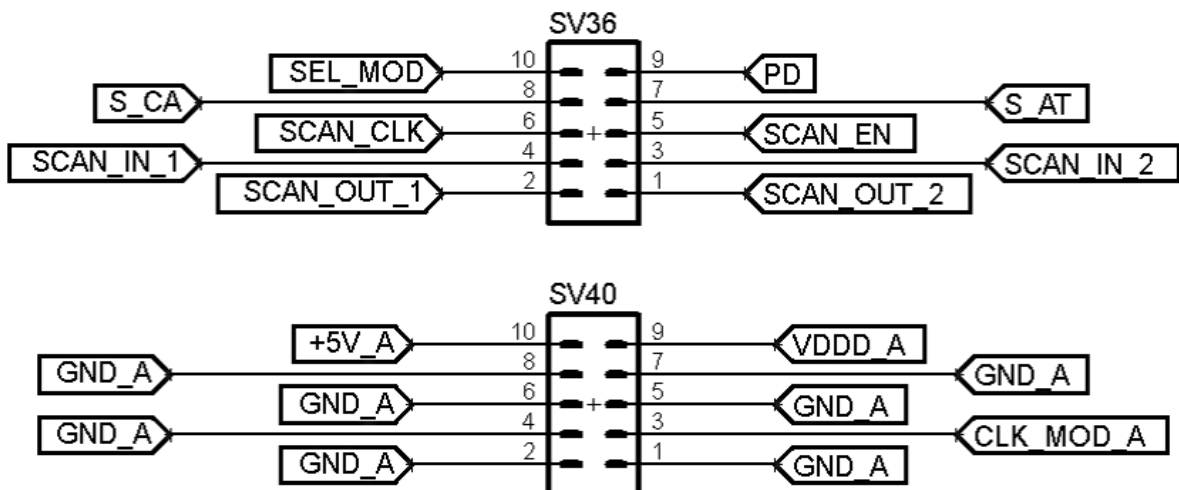 SV36
SEL_MOD 10 9 PD
S_CA 8 7 S_AT
SCAN_CLK 6 + 5 SCAN_EN
SCAN_IN_1 4 3 SCAN_IN_2
SCAN_OUT_1 2 1 SCAN_OUT_2
SV40
+5V_A 10 9 VDDD_A
GND_A 8 7 GND_A
GND_A 6 + 5 GND_A
GND_A 4 3 CLK_MOD_A
GND_A 2 1 GND_A